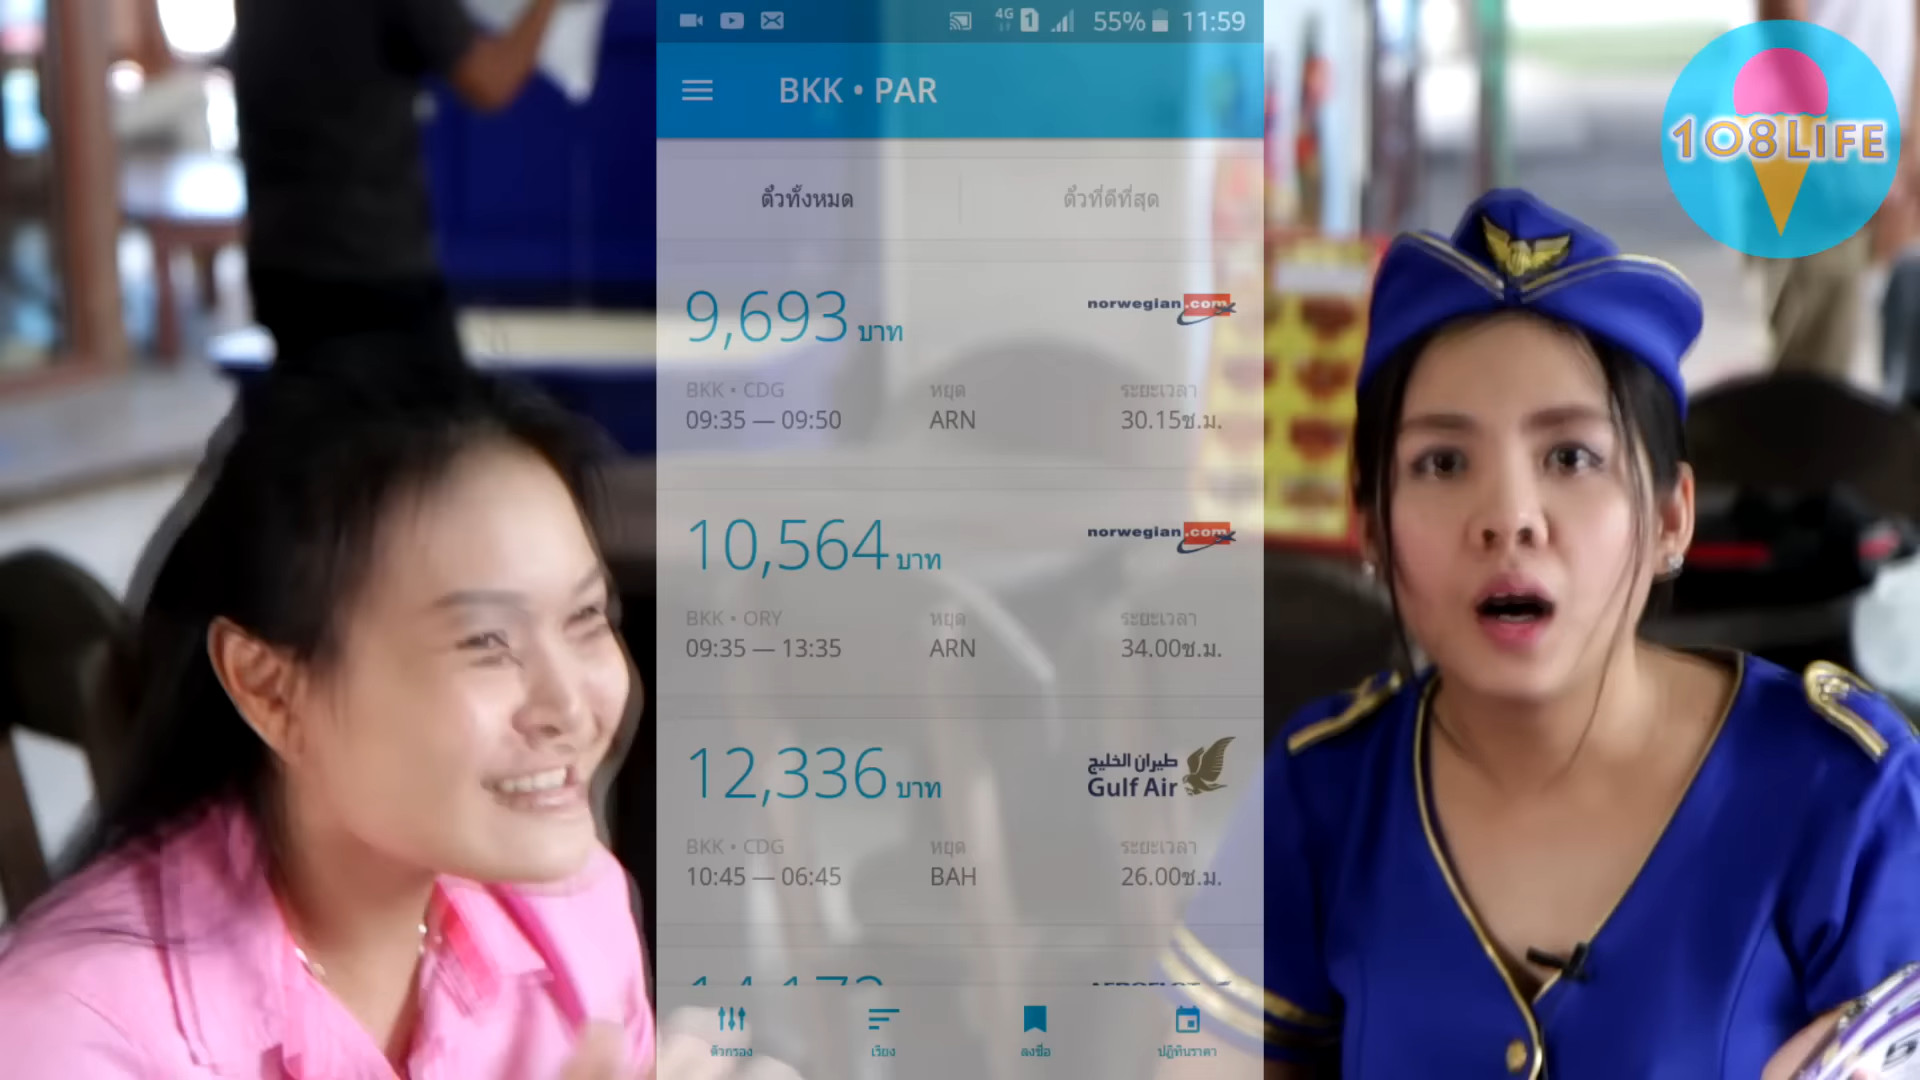 4G 1 55% 11:59
BKK • PAR
108LIFE
ตั๋วทั้งหมด ตั๋วที่ดีที่สุด
9,693 บาท norwegian.com
BKK • CDG หยุด ระยะเวลา
09:35 — 09:50 ARN 30.15ช.ม.
10,564 บาท norwegian.com
BKK • ORY หยุด ระยะเวลา
09:35 — 13:35 ARN 34.00ช.ม.
12,336 บาท طيران الخليج
Gulf Air
BKK • CDG หยุด ระยะเวลา
10:45 — 06:45 BAH 26.00ช.ม.
ตัวกรอง เรียง ลงชื่อ ปฏิทินราคา